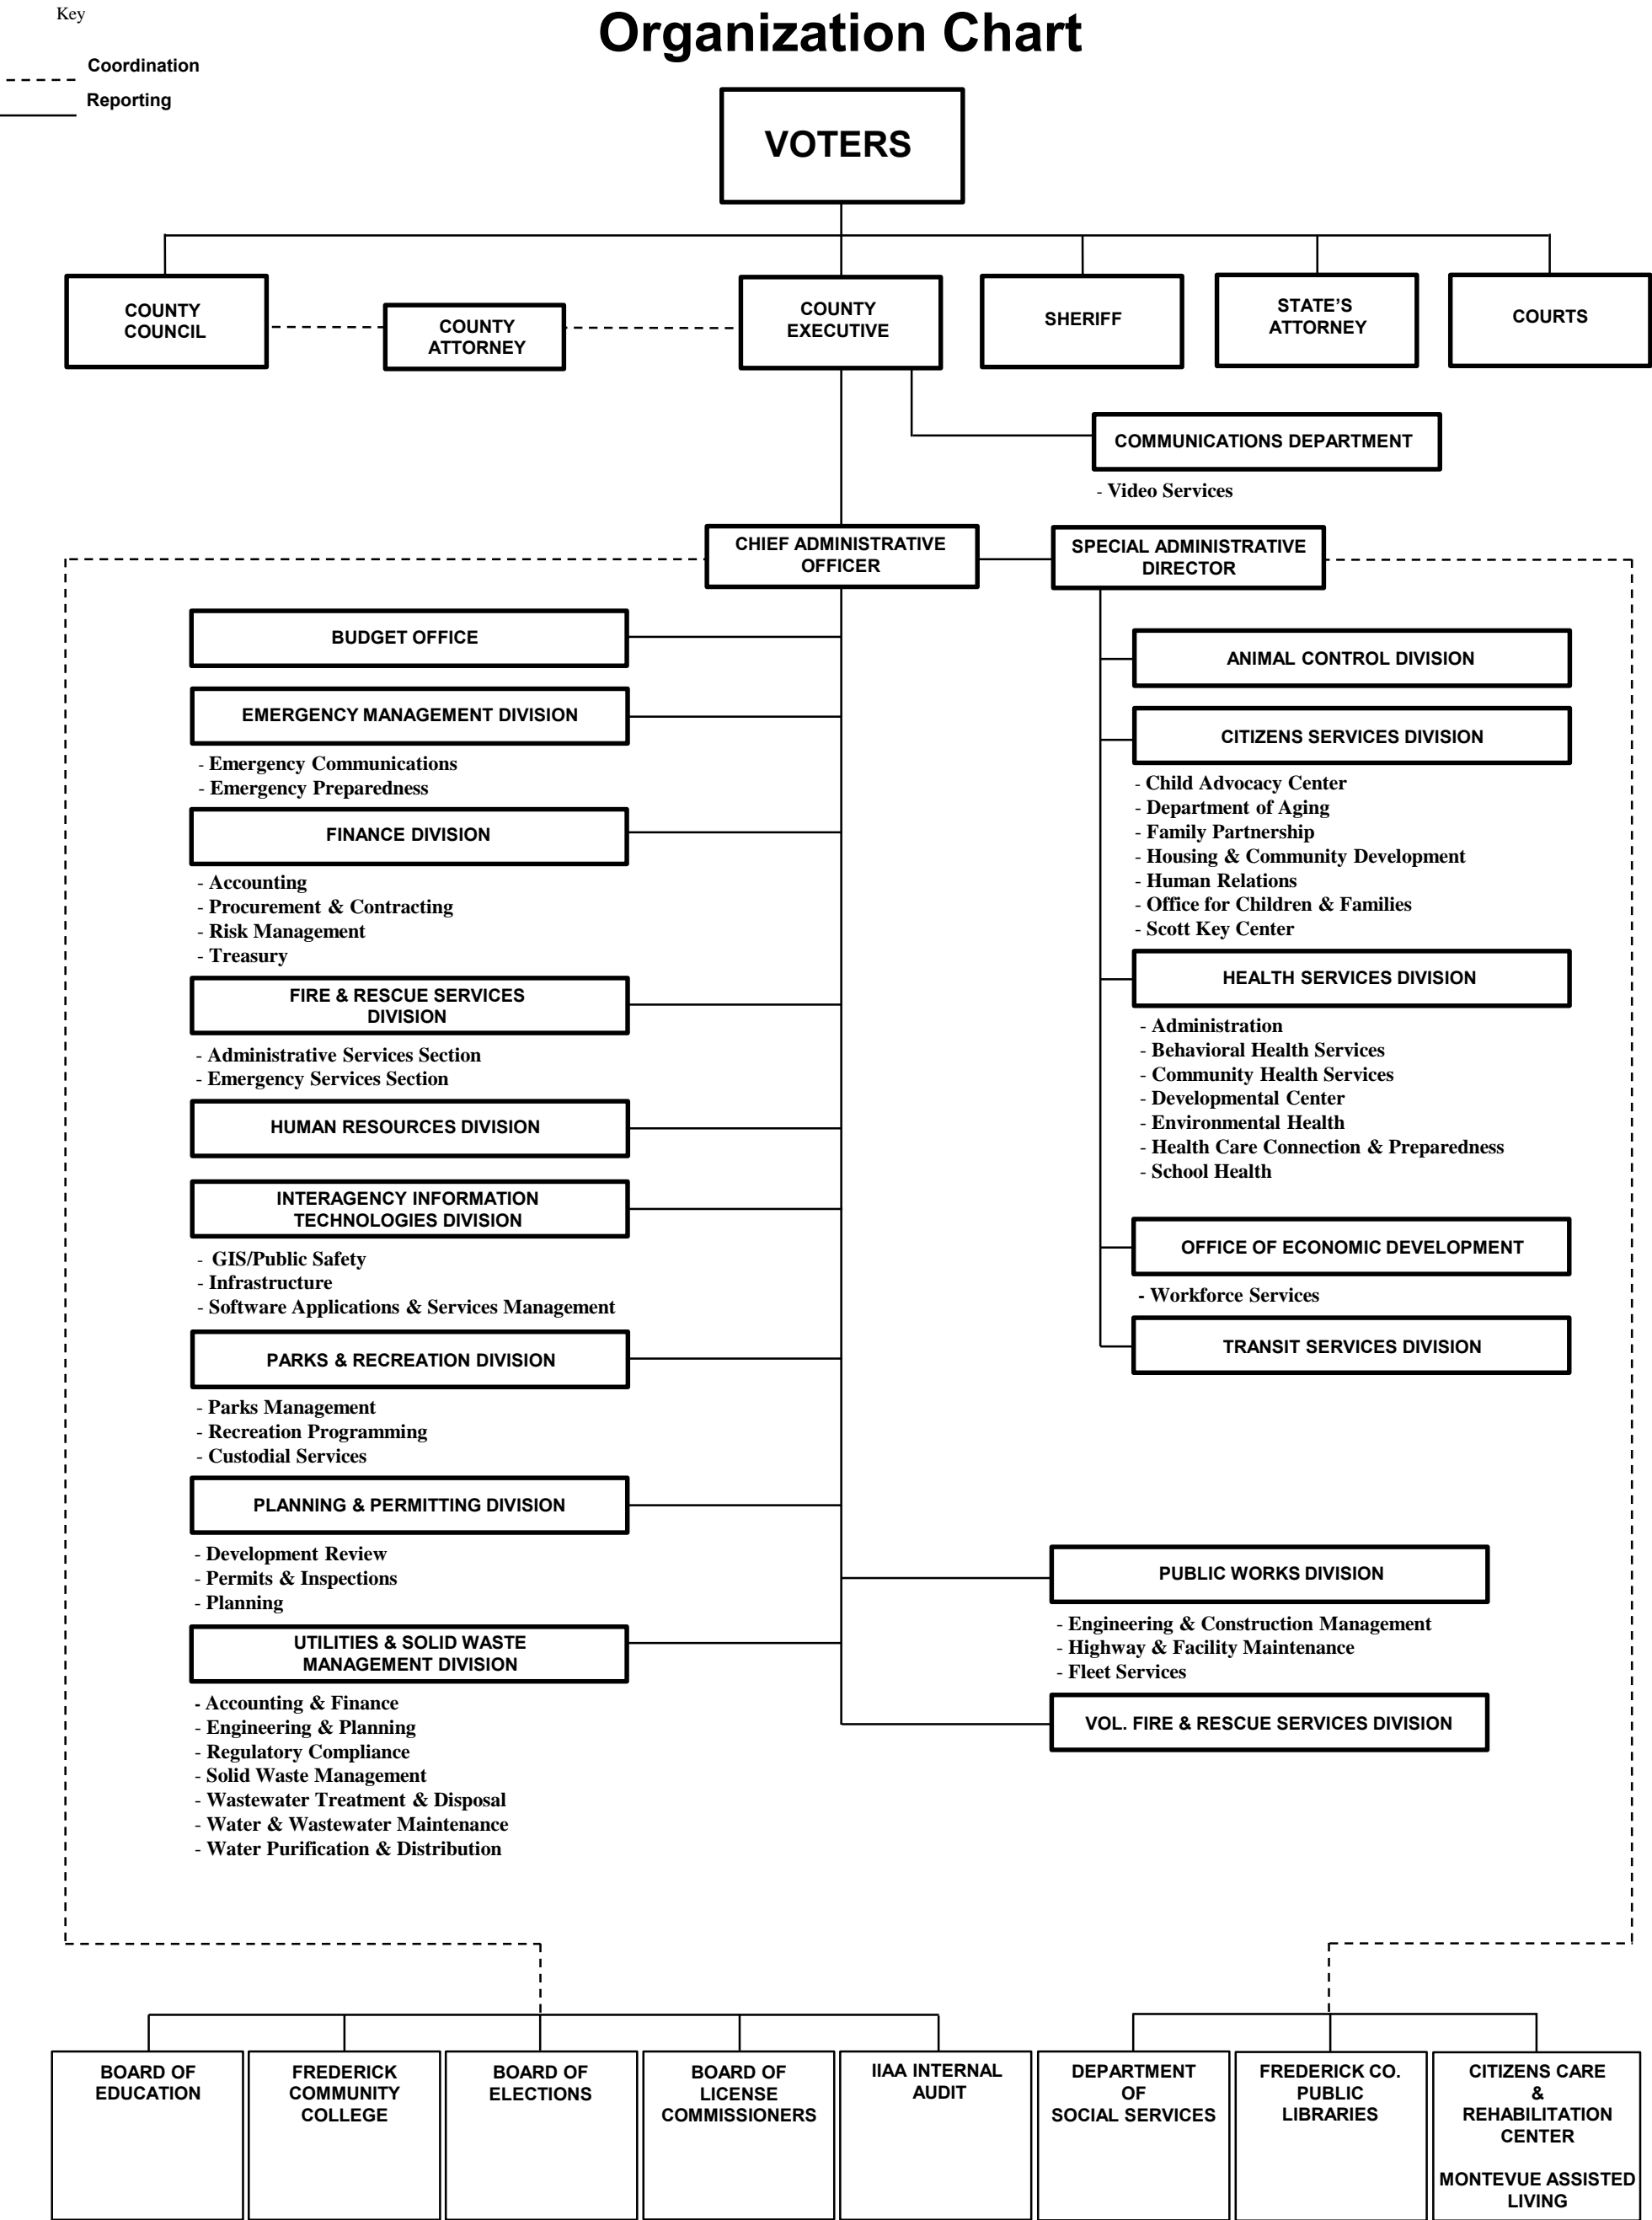 Key
Organization Chart
Coordination
Reporting
VOTERS
COUNTY
COUNCIL
COUNTY
ATTORNEY
COUNTY
EXECUTIVE
SHERIFF
STATE’S
ATTORNEY
COURTS
COMMUNICATIONS DEPARTMENT
- Video Services
CHIEF ADMINISTRATIVE
OFFICER
SPECIAL ADMINISTRATIVE
DIRECTOR
BUDGET OFFICE
EMERGENCY MANAGEMENT DIVISION
- Emergency Communications
- Emergency Preparedness
FINANCE DIVISION
- Accounting
- Procurement & Contracting
- Risk Management
- Treasury
FIRE & RESCUE SERVICES
DIVISION
- Administrative Services Section
- Emergency Services Section
HUMAN RESOURCES DIVISION
INTERAGENCY INFORMATION
TECHNOLOGIES DIVISION
- GIS/Public Safety
- Infrastructure
- Software Applications & Services Management
PARKS & RECREATION DIVISION
- Parks Management
- Recreation Programming
- Custodial Services
PLANNING & PERMITTING DIVISION
- Development Review
- Permits & Inspections
- Planning
UTILITIES & SOLID WASTE
MANAGEMENT DIVISION
- Accounting & Finance
- Engineering & Planning
- Regulatory Compliance
- Solid Waste Management
- Wastewater Treatment & Disposal
- Water & Wastewater Maintenance
- Water Purification & Distribution
ANIMAL CONTROL DIVISION
CITIZENS SERVICES DIVISION
- Child Advocacy Center
- Department of Aging
- Family Partnership
- Housing & Community Development
- Human Relations
- Office for Children & Families
- Scott Key Center
HEALTH SERVICES DIVISION
- Administration
- Behavioral Health Services
- Community Health Services
- Developmental Center
- Environmental Health
- Health Care Connection & Preparedness
- School Health
OFFICE OF ECONOMIC DEVELOPMENT
- Workforce Services
TRANSIT SERVICES DIVISION
PUBLIC WORKS DIVISION
- Engineering & Construction Management
- Highway & Facility Maintenance
- Fleet Services
VOL. FIRE & RESCUE SERVICES DIVISION
BOARD OF
EDUCATION
FREDERICK
COMMUNITY
COLLEGE
BOARD OF
ELECTIONS
BOARD OF
LICENSE
COMMISSIONERS
IIAA INTERNAL
AUDIT
DEPARTMENT
OF
SOCIAL SERVICES
FREDERICK CO.
PUBLIC
LIBRARIES
CITIZENS CARE
&
REHABILITATION
CENTER
MONTEVUE ASSISTED
LIVING